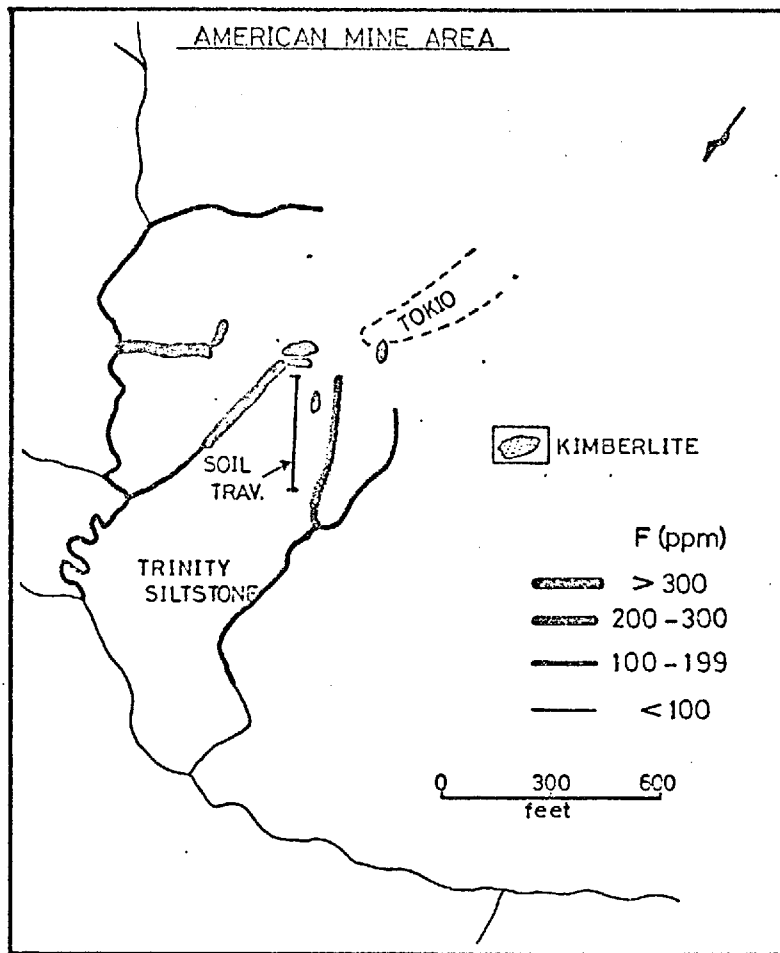 AMERICAN MINE AREA
TOKIO
KIMBERLITE
SOIL
TRAV.
TRINITY
SILTSTONE
F (ppm)
> 300
200-300
100-199
< 100
0 300 600
feet